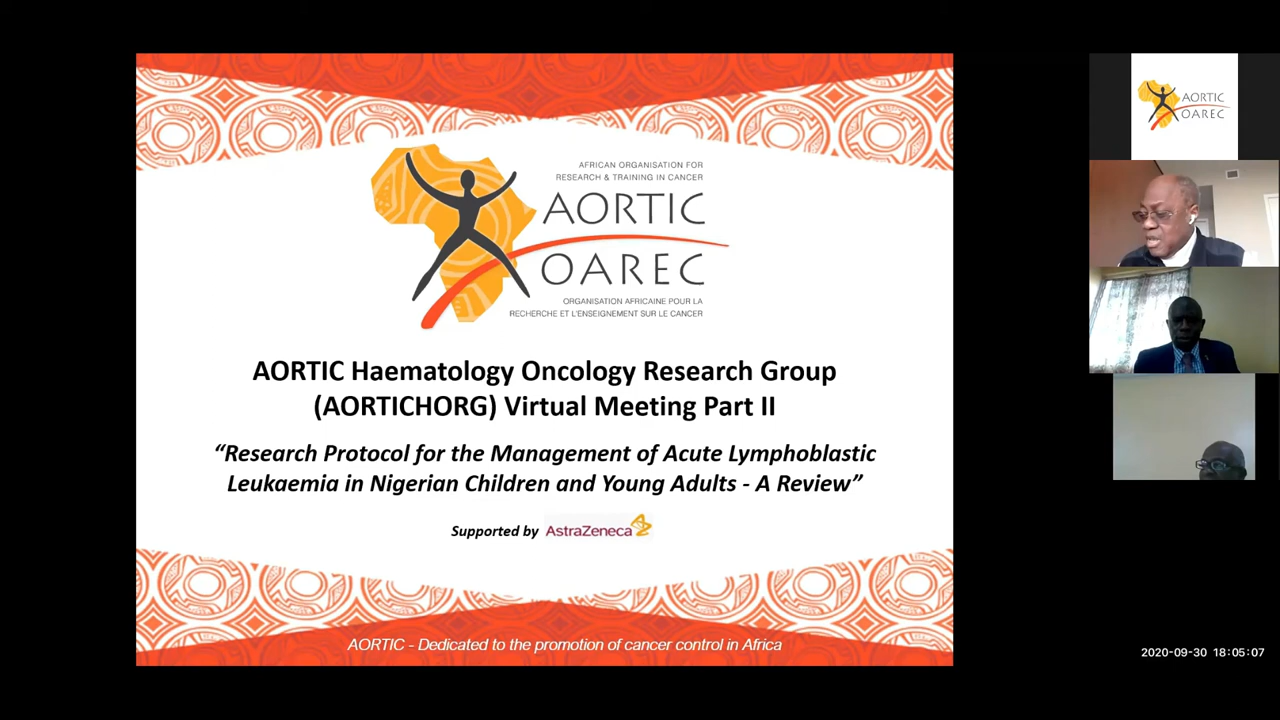 AFRICAN ORGANISATION FOR
RESEARCH & TRAINING IN CANCER
AORTIC
OAREC
ORGANISATION AFRICAINE POUR LA
RECHERCHE ET L'ENSEIGNEMENT SUR LE CANCER
AORTIC Haematology Oncology Research Group
(AORTICHORG) Virtual Meeting Part II
“Research Protocol for the Management of Acute Lymphoblastic
Leukaemia in Nigerian Children and Young Adults - A Review”
Supported by AstraZeneca
AORTIC - Dedicated to the promotion of cancer control in Africa
AORTIC
OAREC
2020-09-30 18:05:07